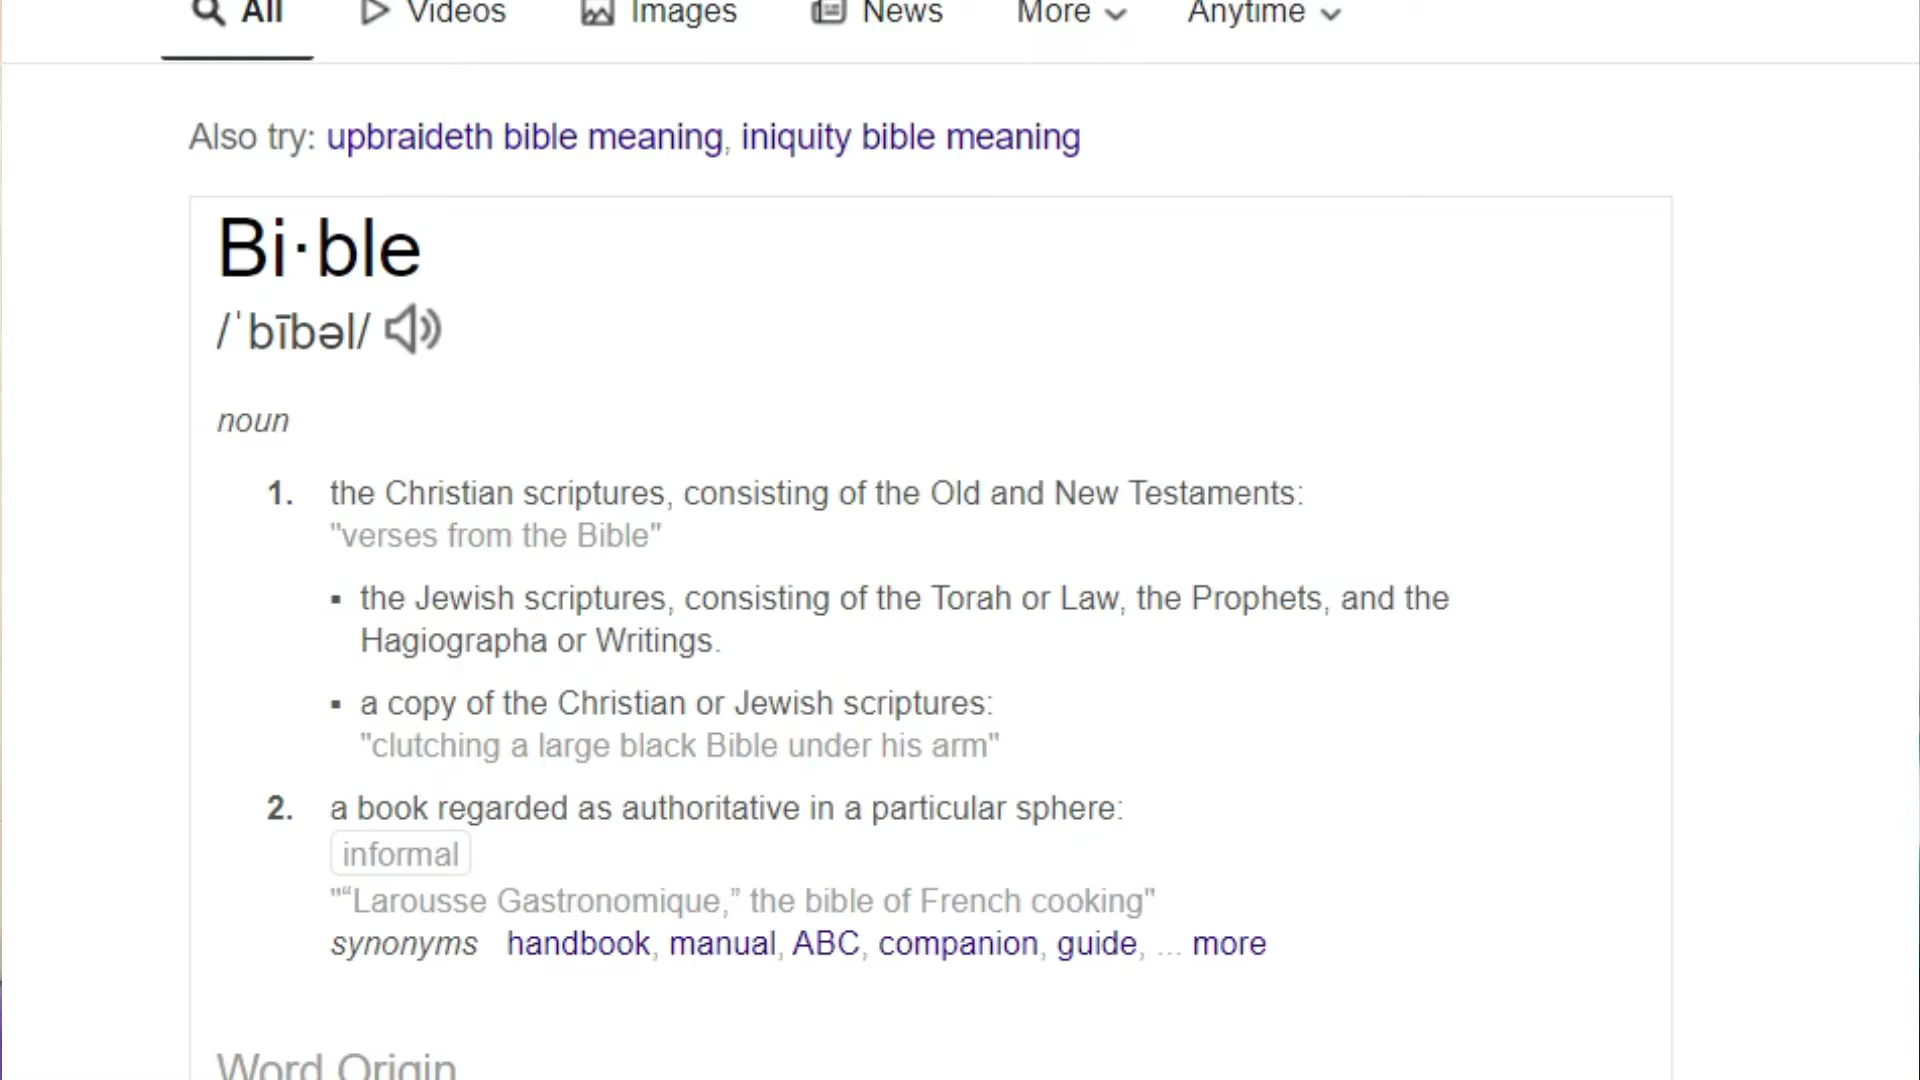 All Videos Images News More Anytime
Also try: upbraideth bible meaning, iniquity bible meaning
Bi·ble
/ˈbībəl/
noun
1. the Christian scriptures, consisting of the Old and New Testaments:
"verses from the Bible"
▪ the Jewish scriptures, consisting of the Torah or Law, the Prophets, and the
Hagiographa or Writings.
▪ a copy of the Christian or Jewish scriptures:
"clutching a large black Bible under his arm"
2. a book regarded as authoritative in a particular sphere:
informal
"“Larousse Gastronomique,” the bible of French cooking"
synonyms handbook, manual, ABC, companion, guide, ... more
Word Origin